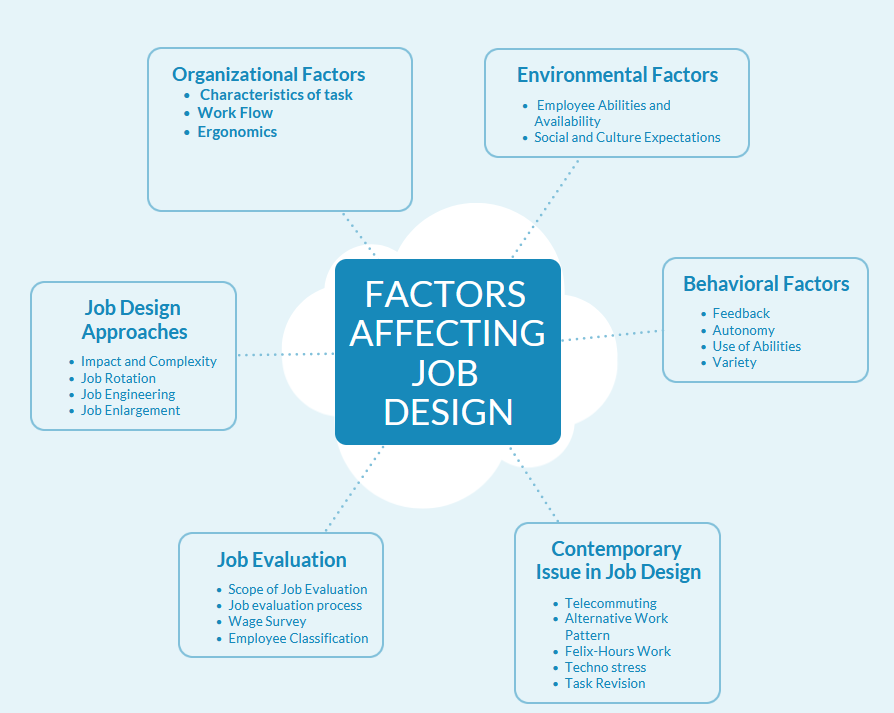 Organizational Factors
• Characteristics of task
• Work Flow
• Ergonomics
Environmental Factors
• Employee Abilities and
Availability
• Social and Culture Expectations
FACTORS
AFFECTING
JOB
DESIGN
Job Design
Approaches
• Impact and Complexity
• Job Rotation
• Job Engineering
• Job Enlargement
Behavioral Factors
• Feedback
• Autonomy
• Use of Abilities
• Variety
Job Evaluation
• Scope of Job Evaluation
• Job evaluation process
• Wage Survey
• Employee Classification
Contemporary
Issue in Job Design
• Telecommuting
• Alternative Work
Pattern
• Felix-Hours Work
• Techno stress
• Task Revision